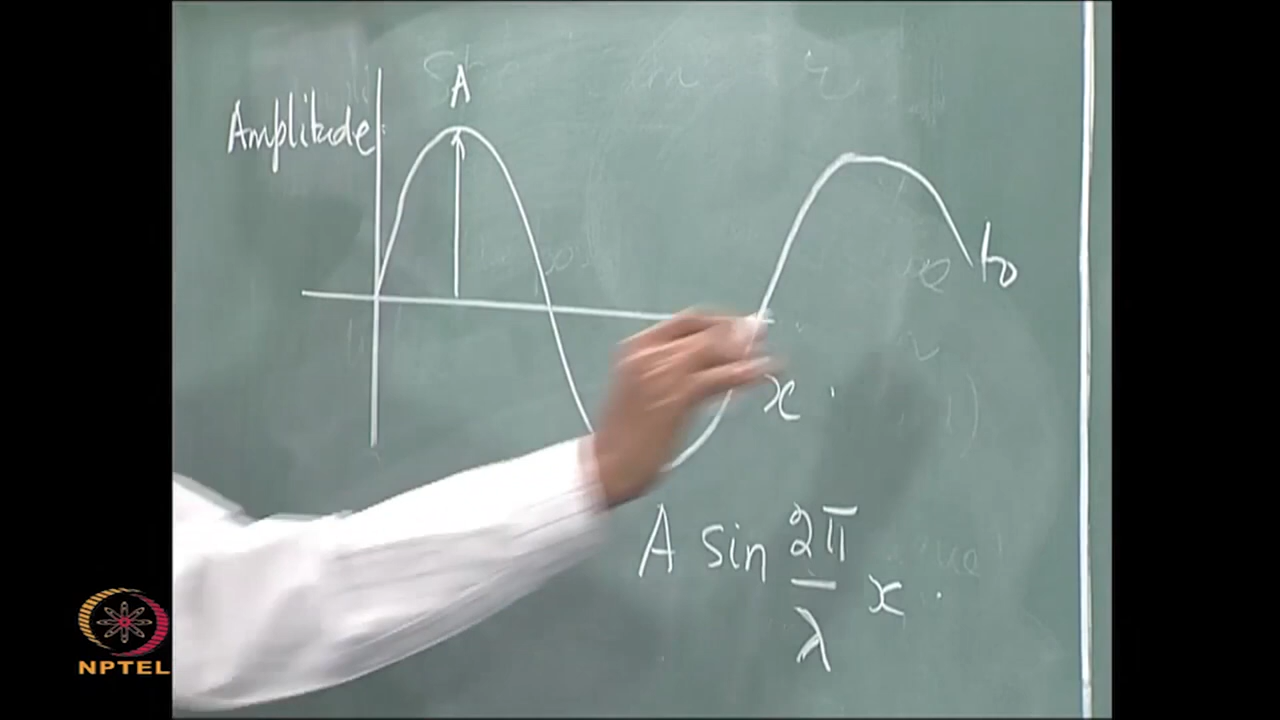 A
Amplitude
t₀
x
A sin 2π/λ x
NPTEL